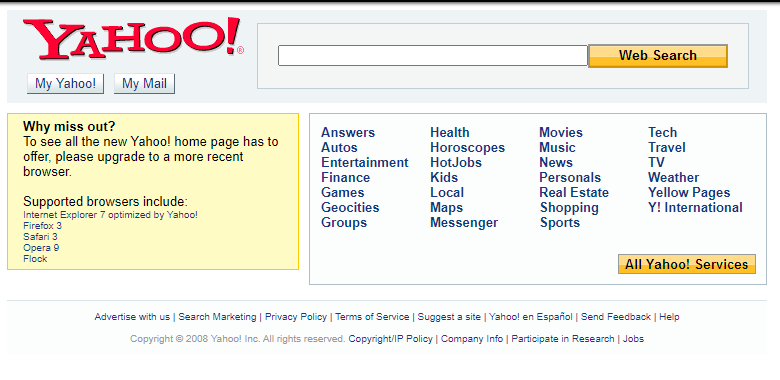 YAHOO!®
Web Search
My Yahoo! My Mail
Why miss out?
To see all the new Yahoo! home page has to
offer, please upgrade to a more recent
browser.
Supported browsers include:
Internet Explorer 7 optimized by Yahoo!
Firefox 3
Safari 3
Opera 9
Flock
Answers Health Movies Tech
Autos Horoscopes Music Travel
Entertainment HotJobs News TV
Finance Kids Personals Weather
Games Local Real Estate Yellow Pages
Geocities Maps Shopping Y! International
Groups Messenger Sports
All Yahoo! Services
Advertise with us | Search Marketing | Privacy Policy | Terms of Service | Suggest a site | Yahoo! en Español | Send Feedback | Help
Copyright © 2008 Yahoo! Inc. All rights reserved. Copyright/IP Policy | Company Info | Participate in Research | Jobs